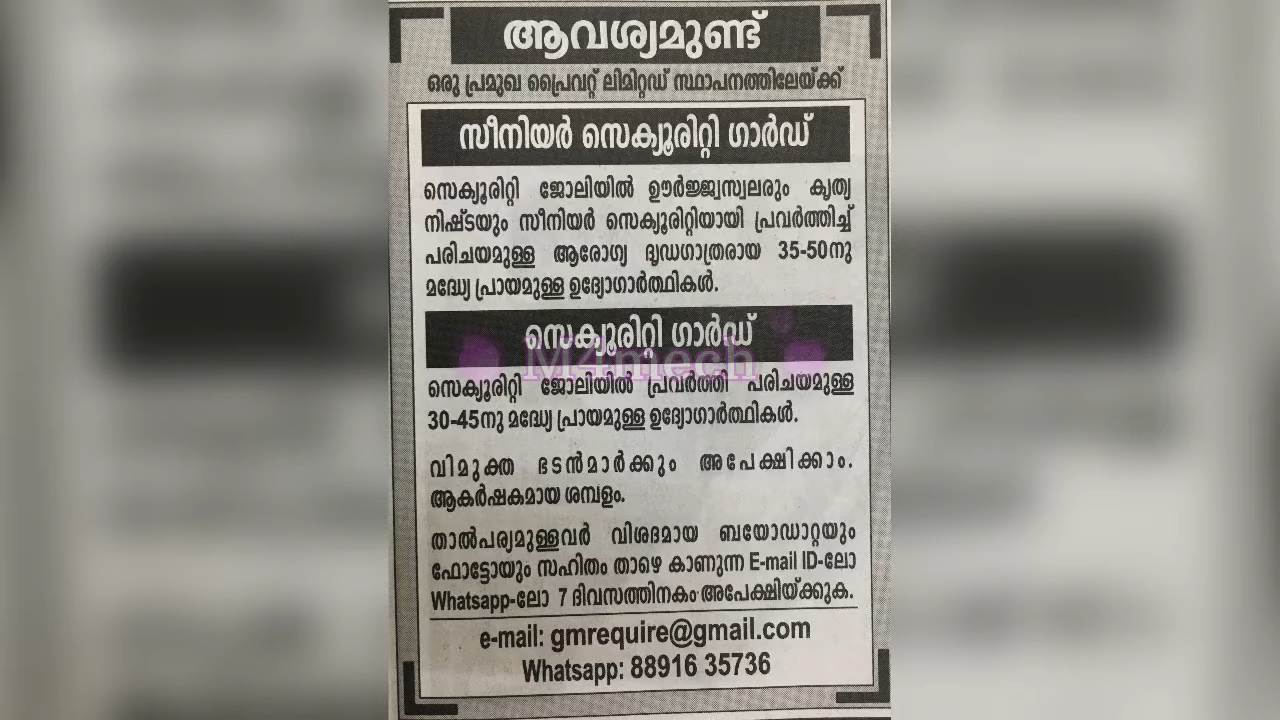 ആവശ്യമുണ്ട്
ഒരു പ്രമുഖ പ്രൈവറ്റ് ലിമിറ്റഡ് സ്ഥാപനത്തിലേയ്ക്ക്
സീനിയർ സെക്യൂരിറ്റി ഗാർഡ്
സെക്യൂരിറ്റി ജോലിയിൽ ഊർജ്ജ്വസ്വലരും കൃത്യ
നിഷ്ടയും സീനിയർ സെക്യൂരിറ്റിയായി പ്രവർത്തിച്ച്
പരിചയമുള്ള ആരോഗ്യ ദൃഡഗാത്രരായ 35-50നു
മദ്ധ്യേ പ്രായമുള്ള ഉദ്യോഗാർത്ഥികൾ.
സെക്യൂരിറ്റി ഗാർഡ്
M4mech
സെക്യൂരിറ്റി ജോലിയിൽ പ്രവർത്തി പരിചയമുള്ള
30-45നു മദ്ധ്യേ പ്രായമുള്ള ഉദ്യോഗാർത്ഥികൾ.
വിമുക്ത ഭടൻമാർക്കും അപേക്ഷിക്കാം.
ആകർഷകമായ ശമ്പളം.
താൽപര്യമുള്ളവർ വിശദമായ ബയോഡാറ്റയും
ഫോട്ടോയും സഹിതം താഴെ കാണുന്ന E-mail ID-ലോ
Whatsapp-ലോ 7 ദിവസത്തിനകം അപേക്ഷിയ്ക്കുക.
e-mail: gmrequire@gmail.com
Whatsapp: 88916 35736